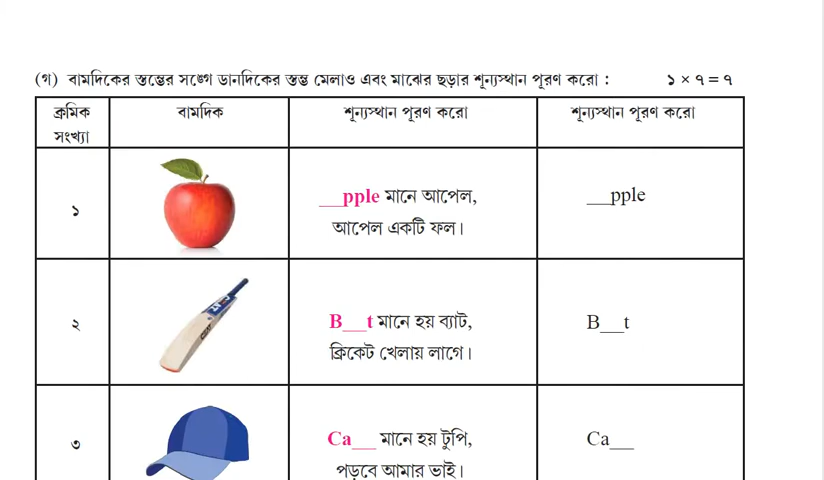 (গ) বামদিকের স্তম্ভের সঙ্গে ডানদিকের স্তম্ভ মেলাও এবং মাঝের ছড়ার শূন্যস্থান পূরণ করো : ১ × ৭ = ৭
ক্রমিক সংখ্যা বামদিক শূন্যস্থান পূরণ করো শূন্যস্থান পূরণ করো
১
__pple মানে আপেল,
আপেল একটি ফল।
__pple
২
B__t মানে হয় ব্যাট,
ক্রিকেট খেলায় লাগে।
B__t
৩
Ca__ মানে হয় টুপি,
পড়বে আমার ভাই।
Ca__